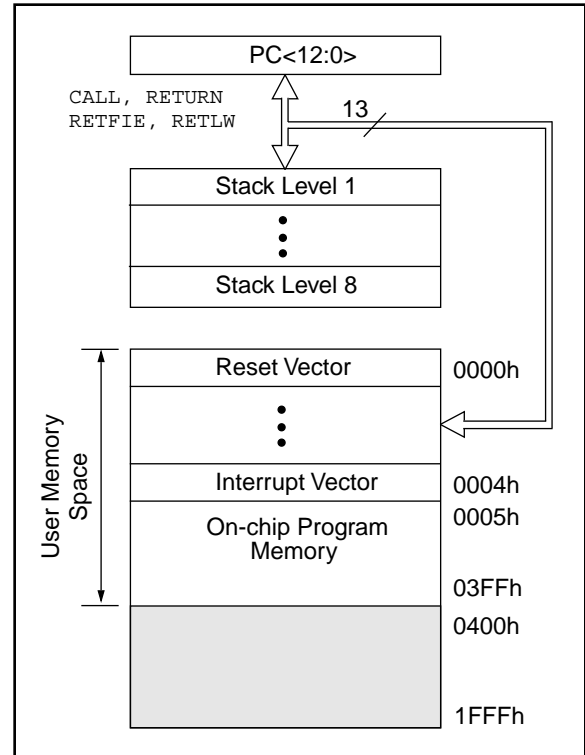 PC<12:0>
CALL, RETURN
RETFIE, RETLW
13
Stack Level 1
Stack Level 8
User Memory
Space
Reset Vector
0000h
Interrupt Vector
0004h
On-chip Program
Memory
0005h
03FFh
0400h
1FFFh